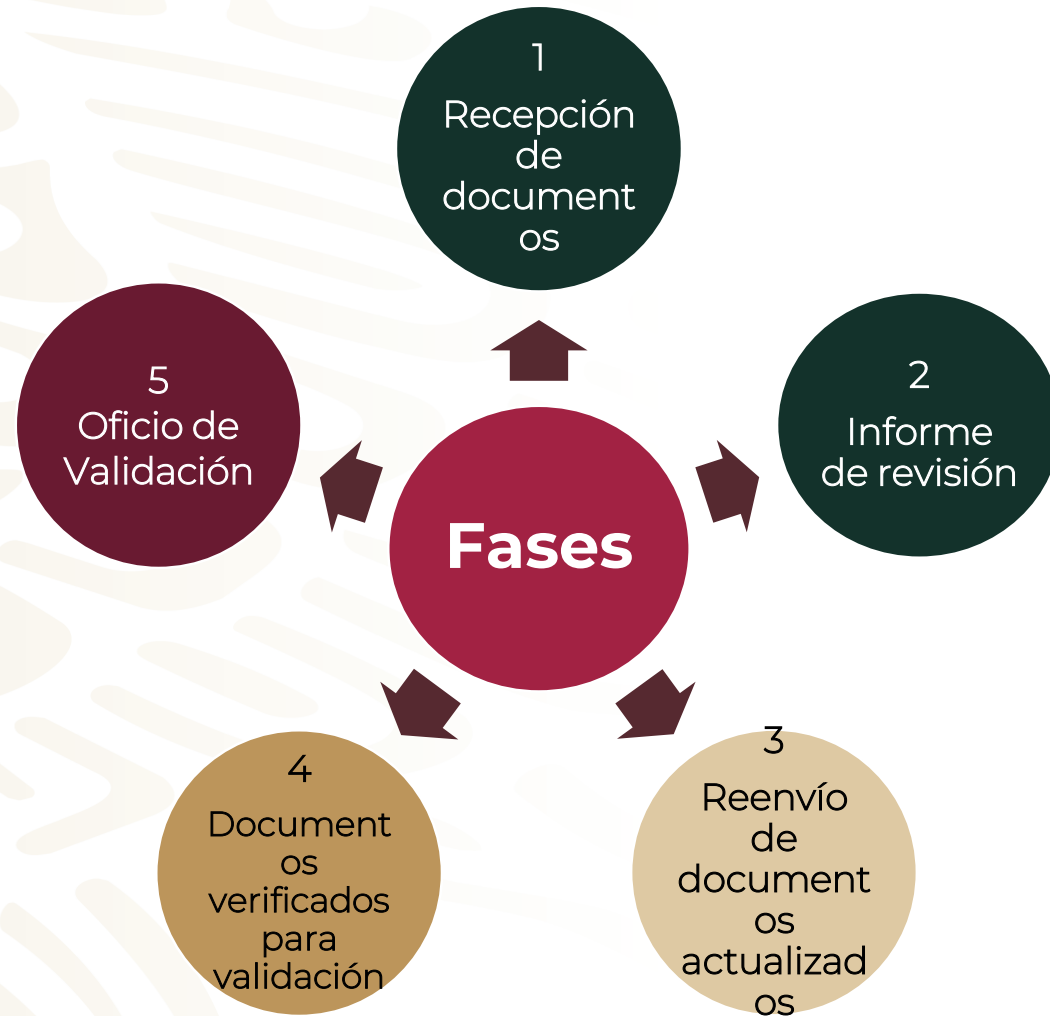 1
Recepción
de
document
os
2
Informe
de revisión
3
Reenvío
de
document
os
actualizad
os
4
Document
os
verificados
para
validación
5
Oficio de
Validación
Fases